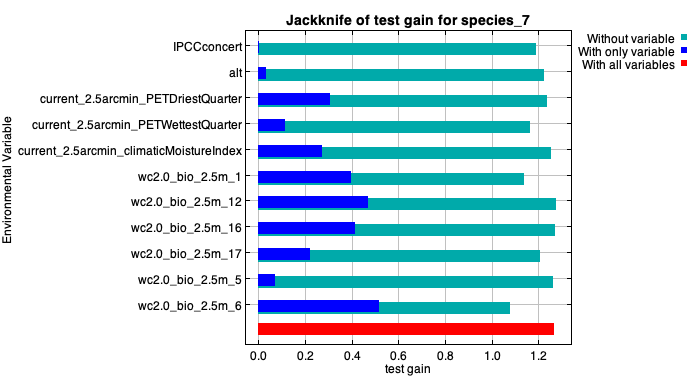 Jackknife of test gain for species_7
Without variable
With only variable
With all variables
Environmental Variable
IPCCconcert
alt
current_2.5arcmin_PETDriestQuarter
current_2.5arcmin_PETWettestQuarter
current_2.5arcmin_climaticMoistureIndex
wc2.0_bio_2.5m_1
wc2.0_bio_2.5m_12
wc2.0_bio_2.5m_16
wc2.0_bio_2.5m_17
wc2.0_bio_2.5m_5
wc2.0_bio_2.5m_6
0.0 0.2 0.4 0.6 0.8 1.0 1.2
test gain